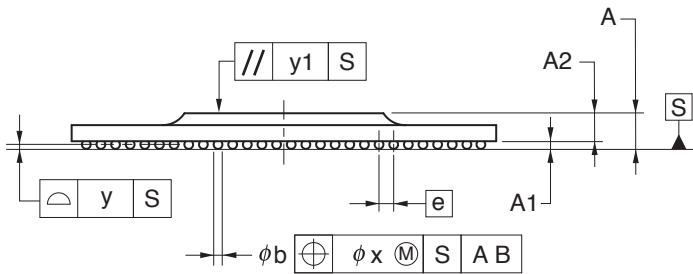 A
// y1 S
A2
S
⌓ y S
e
A1
φb ⌖ φx Ⓜ S A B